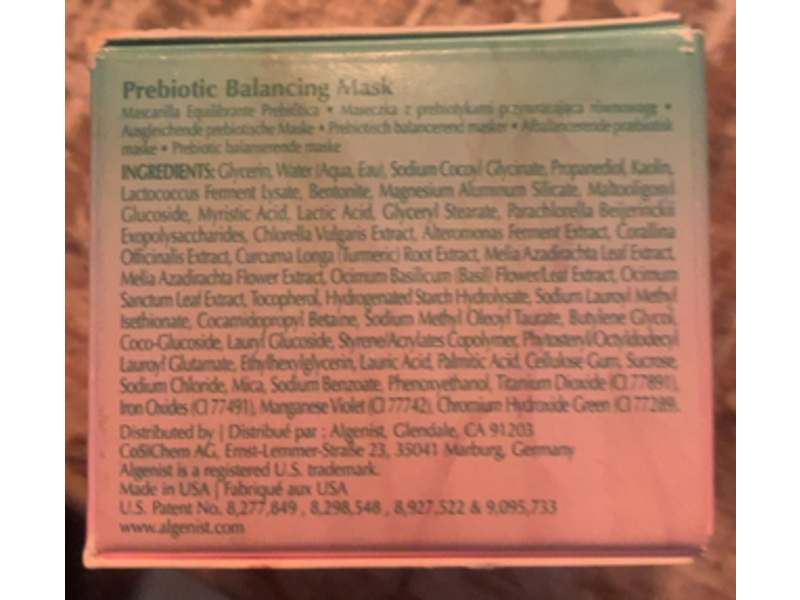 Prebiotic Balancing Mask
Mascarilla Equilibrante Prebiótica • Maseczka z prebiotykami przywracająca równowagę •
Ausgleichende prebiotische Maske • Prebiotisch balancerend masker • Afbalancerende præbiotisk
maske • Prebiotic balanserende maske
INGREDIENTS: Glycerin, Water (Aqua, Eau), Sodium Cocoyl Glycinate, Propanediol, Kaolin,
Lactococcus Ferment Lysate, Bentonite, Magnesium Aluminum Silicate, Maltooligosyl
Glucoside, Myristic Acid, Lactic Acid, Glyceryl Stearate, Parachlorella Beijerinckii
Exopolysaccharides, Chlorella Vulgaris Extract, Alteromonas Ferment Extract, Corallina
Officinalis Extract, Curcuma Longa (Turmeric) Root Extract, Melia Azadirachta Leaf Extract,
Melia Azadirachta Flower Extract, Ocimum Basilicum (Basil) Flower/Leaf Extract, Ocimum
Sanctum Leaf Extract, Tocopherol, Hydrogenated Starch Hydrolysate, Sodium Lauroyl Methyl
Isethionate, Cocamidopropyl Betaine, Sodium Methyl Oleoyl Taurate, Butylene Glycol,
Coco-Glucoside, Lauryl Glucoside, Styrene/Acrylates Copolymer, Phytosteryl/Octyldodecyl
Lauroyl Glutamate, Ethylhexylglycerin, Lauric Acid, Palmitic Acid, Cellulose Gum, Sucrose,
Sodium Chloride, Mica, Sodium Benzoate, Phenoxyethanol, Titanium Dioxide (CI 77891),
Iron Oxides (CI 77491), Manganese Violet (CI 77742), Chromium Hydroxide Green (CI 77289).
Distributed by | Distribué par : Algenist, Glendale, CA 91203
CoSiChem AG, Ernst-Lemmer-Straße 23, 35041 Marburg, Germany
Algenist is a registered U.S. trademark.
Made in USA | Fabriqué aux USA
U.S. Patent No. 8,277,849 , 8,298,548 , 8,927,522 & 9,095,733
www.algenist.com